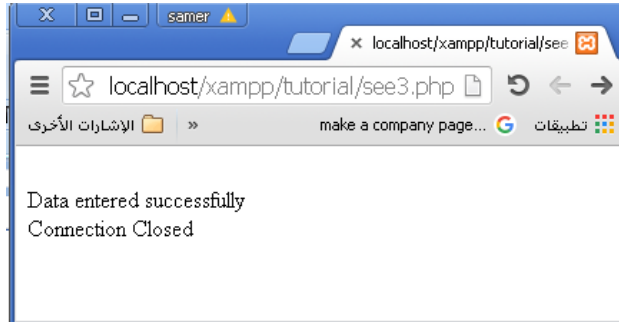 samer
localhost/xampp/tutorial/see
localhost/xampp/tutorial/see3.php
تطبيقات
make a company page...
»
الإشارات الأخرى
Data entered successfully
Connection Closed